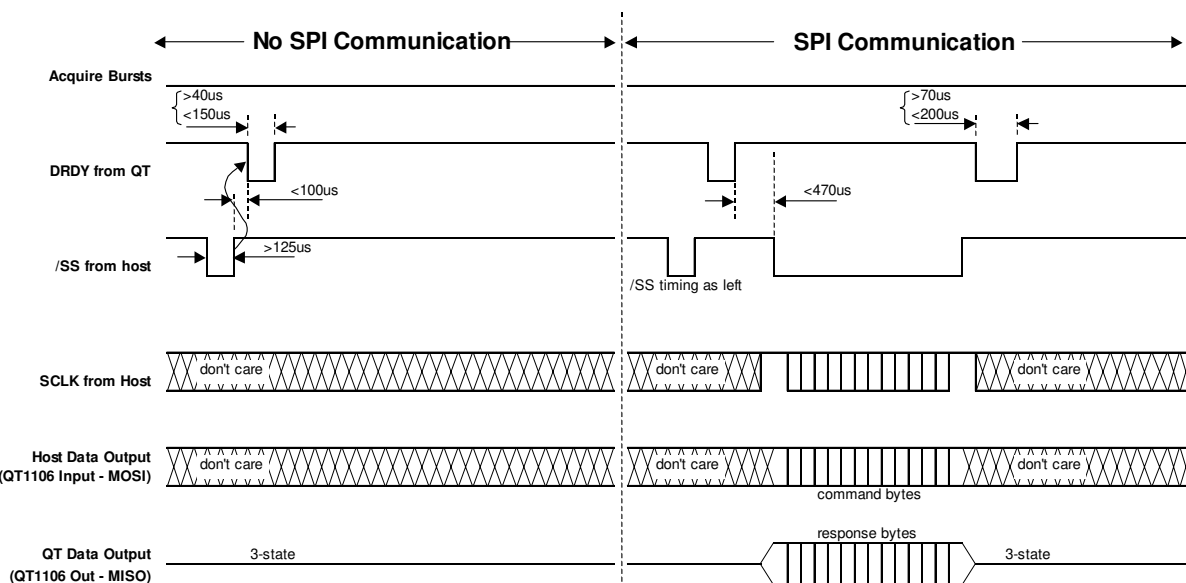 No SPI Communication
SPI Communication
Acquire Bursts
>40us
<150us
>70us
<200us
DRDY from QT
<100us
<470us
/SS from host
>125us
/SS timing as left
SCLK from Host
don't care
don't care
don't care
Host Data Output
(QT1106 Input - MOSI)
don't care
don't care
don't care
command bytes
QT Data Output
(QT1106 Out - MISO)
3-state
response bytes
3-state